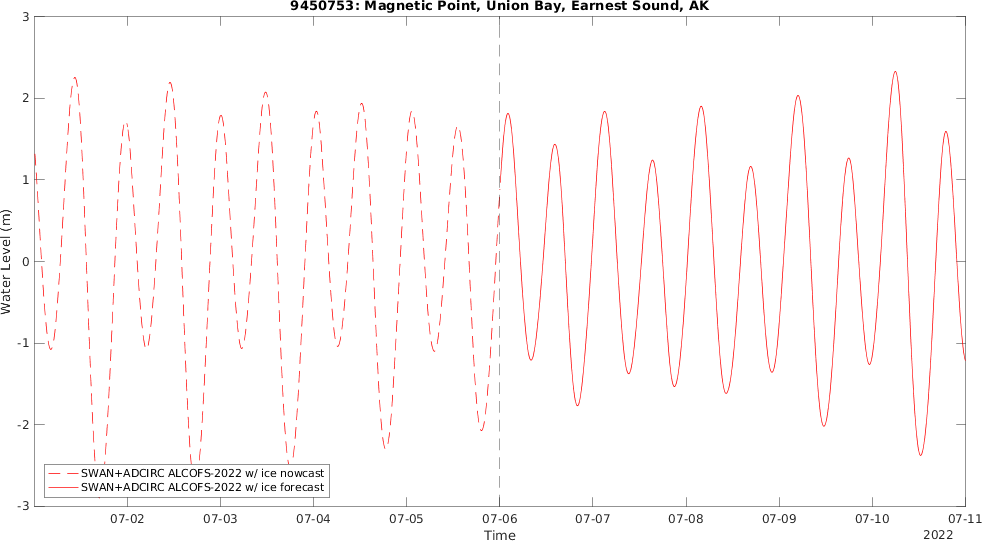 9450753: Magnetic Point, Union Bay, Earnest Sound, AK
3
2
1
0
-1
-2
-3
Water Level (m)
SWAN+ADCIRC ALCOFS-2022 w/ ice nowcast
SWAN+ADCIRC ALCOFS-2022 w/ ice forecast
07-02 07-03 07-04 07-05 07-06 07-07 07-08 07-09 07-10 07-11
Time
2022